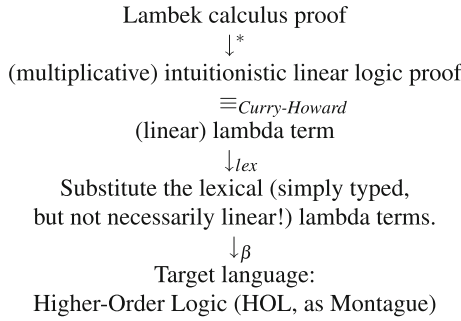 Lambek calculus proof
↓*
(multiplicative) intuitionistic linear logic proof
≡Curry-Howard
(linear) lambda term
↓lex
Substitute the lexical (simply typed,
but not necessarily linear!) lambda terms.
↓β
Target language:
Higher-Order Logic (HOL, as Montague)